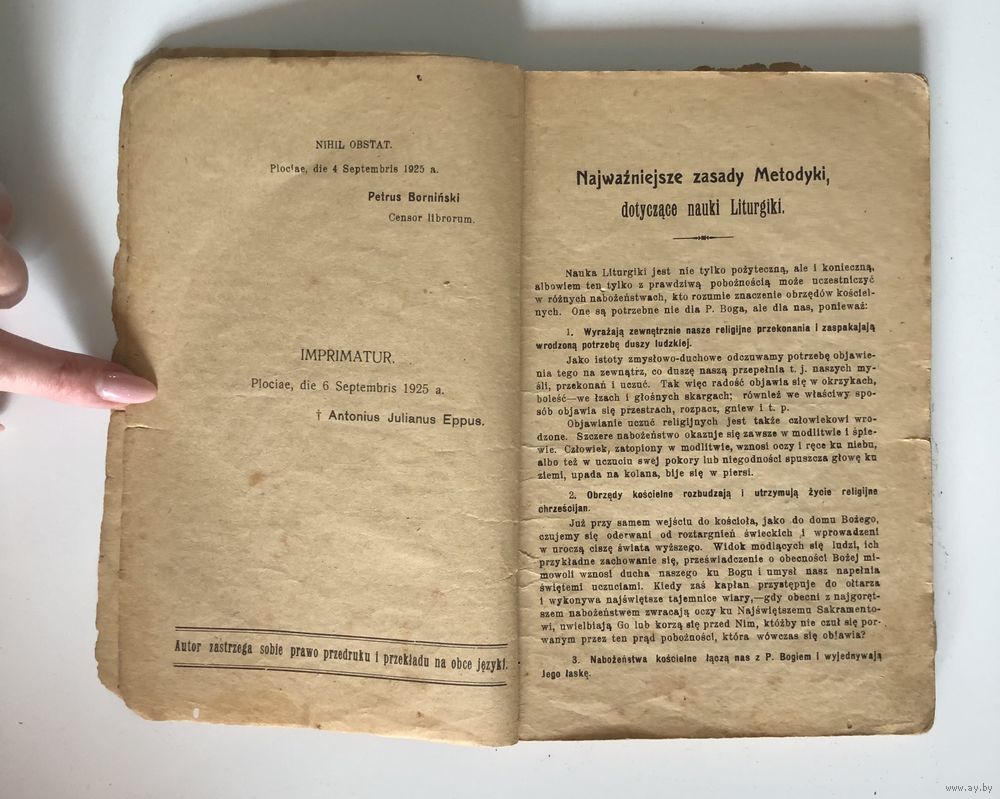 NIHIL OBSTAT.
Plociae, die 4 Septembris 1925 a.
Petrus Borniński
Censor librorum.
IMPRIMATUR.
Plociae, die 6 Septembris 1925 a.
† Antonius Julianus Eppus.
Autor zastrzega sobie prawo przedruku i przekładu na obce języki.
Najważniejsze zasady Metodyki,
dotyczące nauki Liturgiki.
Nauka Liturgiki jest nie tylko pożyteczną, ale i konieczną,
albowiem ten tylko z prawdziwą pobożnością może uczestniczyć
w różnych nabożeństwach, kto rozumie znaczenie obrzędów kościel-
nych. One są potrzebne nie dla P. Boga, ale dla nas, ponieważ:
1. Wyrażają zewnętrznie nasze religijne przekonania i zaspakajają
wrodzoną potrzebę duszy ludzkiej.
Jako istoty zmysłowo-duchowe odczuwamy potrzebę objawie-
nia tego na zewnątrz, co duszę naszą przepełnia t. j. naszych my-
śli, przekonań i uczuć. Tak więc radość objawia się w okrzykach,
boleść—we łzach i głośnych skargach; również we właściwy spo-
sób objawia się przestrach, rozpacz, gniew i t. p.
Objawianie uczuć religijnych jest także człowiekowi wro-
dzone. Szczere nabożeństwo okazuje się zawsze w modlitwie i śpie-
wie. Człowiek, zatopiony w modlitwie, wznosi oczy i ręce ku niebu,
albo też w uczuciu swej pokory lub niegodności spuszcza głowę ku
ziemi, upada na kolana, bije się w piersi.
2. Obrzędy kościelne rozbudzają i utrzymują życie religijne
chrześcijan.
Już przy samem wejściu do kościoła, jako do domu Bożego,
czujemy się oderwani od roztargnień świeckich i wprowadzeni
w uroczą ciszę świata wyższego. Widok modlących się ludzi, ich
przykładne zachowanie się, przeświadczenie o obecności Bożej mi-
mowoli wznosi ducha naszego ku Bogu i umysł nasz napełnia
świętemi uczuciami. Kiedy zaś kapłan przystępuje do ołtarza
i wykonywa najświętsze tajemnice wiary,—gdy obecni z najgoręt-
szem nabożeństwem zwracają oczy ku Najświętszemu Sakramento-
wi, uwielbiają Go lub korzą się przed Nim, któżby nie czuł się por-
wanym przez ten prąd pobożności, która wówczas się objawia?
3. Nabożeństwa kościelne łączą nas z P. Bogiem i wyjednywają
Jego łaskę.
www.ay.by